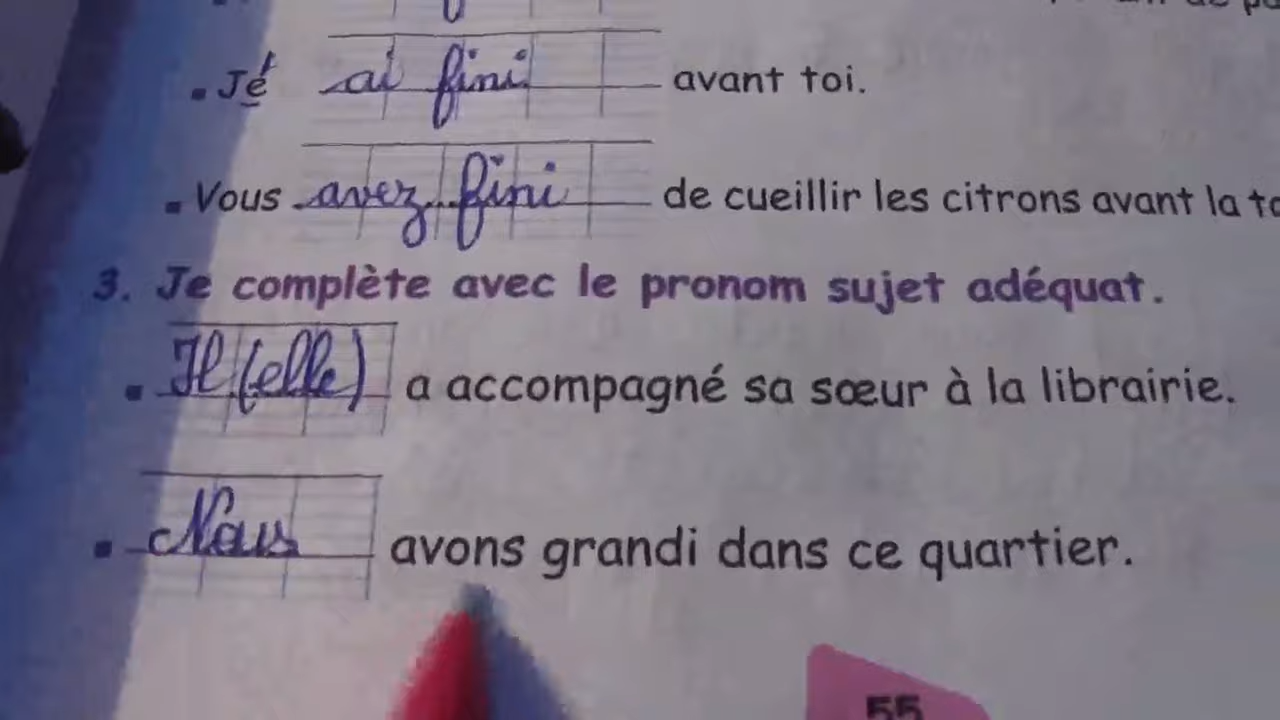 . Je' ai fini avant toi.
. Vous avez fini de cueillir les citrons avant la
3. Je complète avec le pronom sujet adéquat.
. Il (elle) a accompagné sa sœur à la librairie.
. Nous avons grandi dans ce quartier.
55